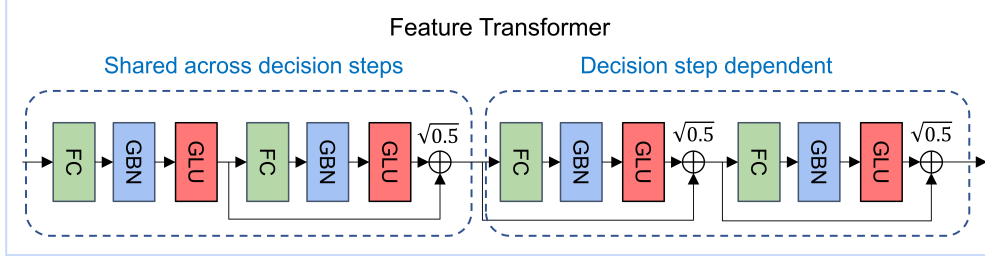 Feature Transformer
Shared across decision steps
Decision step dependent
FC
GBN
GLU
FC
GBN
GLU
√0.5
FC
GBN
GLU
√0.5
FC
GBN
GLU
√0.5